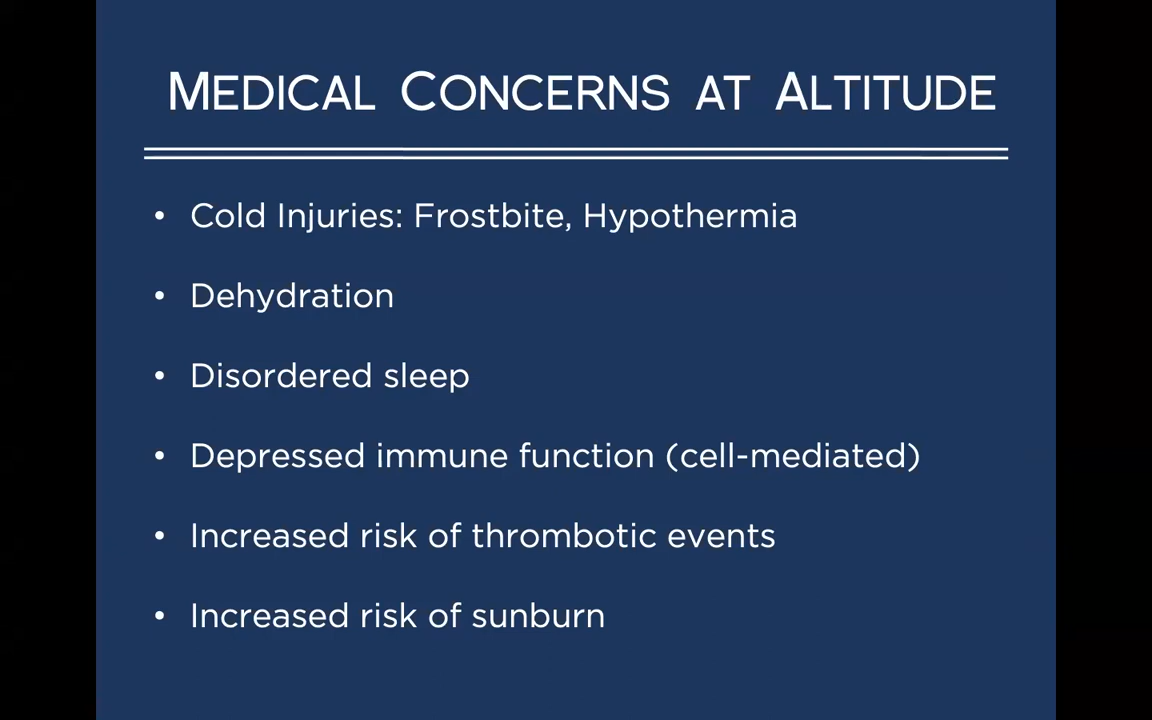 Medical Concerns at Altitude
• Cold Injuries: Frostbite, Hypothermia
• Dehydration
• Disordered sleep
• Depressed immune function (cell-mediated)
• Increased risk of thrombotic events
• Increased risk of sunburn